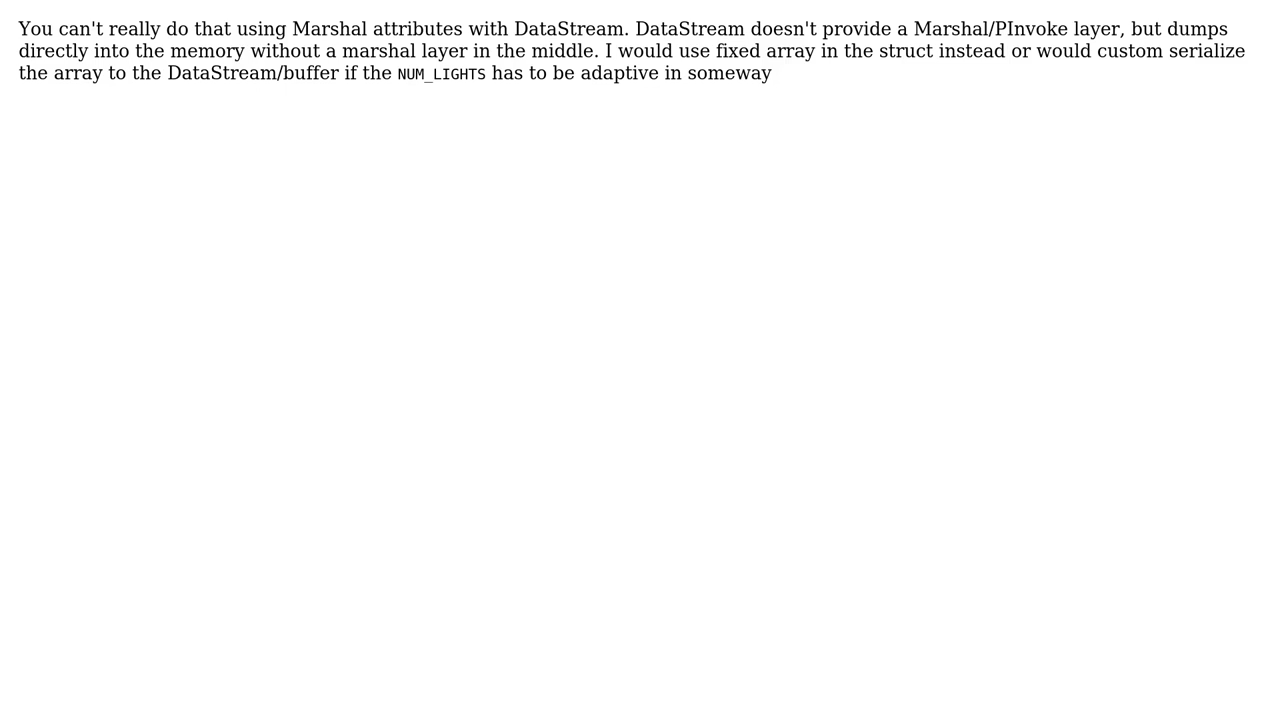 You can't really do that using Marshal attributes with DataStream. DataStream doesn't provide a Marshal/PInvoke layer, but dumps
directly into the memory without a marshal layer in the middle. I would use fixed array in the struct instead or would custom serialize
the array to the DataStream/buffer if the NUM_LIGHTS has to be adaptive in someway